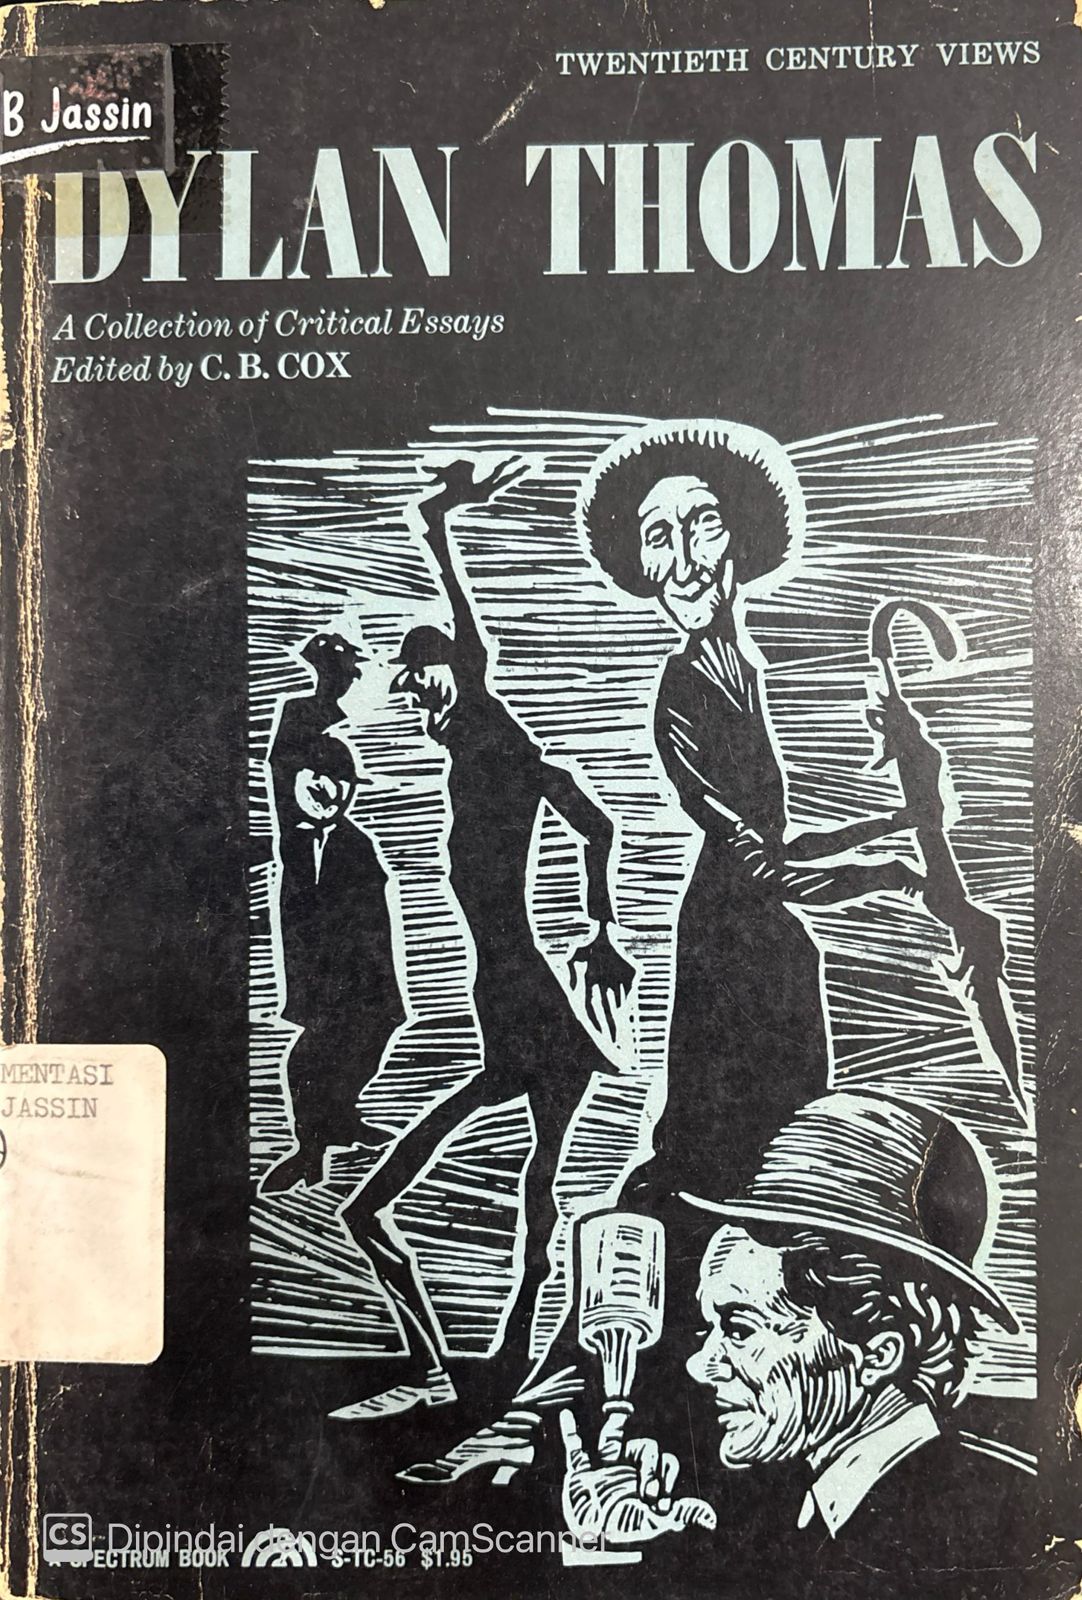 TWENTIETH CENTURY VIEWS
B Jassin
DYLAN THOMAS
A Collection of Critical Essays
Edited by C. B. COX
MENTASI
JASSIN
CS Dipindai dengan CamScanner
SPECTRUM BOOK S-TC-56 $1.95